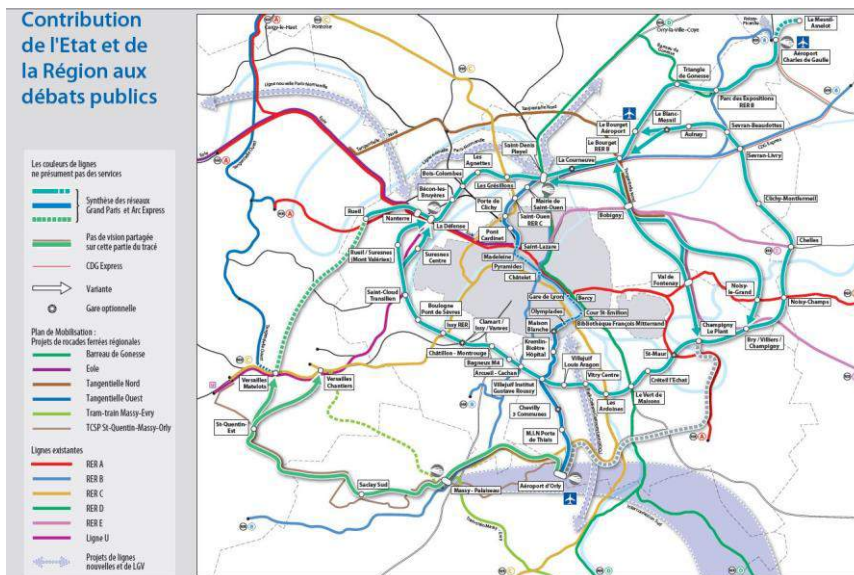 Contribution
de l'Etat et de
la Région aux
débats publics
Les couleurs de lignes
ne présument pas des services
Synthèse des réseaux
Grand Paris et Arc Express
Pas de vision partagée
sur cette partie du tracé
CDG Express
Variante
Gare optionnelle
Plan de Mobilisation :
Projets de rocades ferrées régionales
Barreau de Gonesse
Eole
Tangentielle Nord
Tangentielle Ouest
Tram-train Massy-Evry
TCSP St-Quentin-Massy-Orly
Lignes existantes
RER A
RER B
RER C
RER D
RER E
Ligne U
Projets de lignes
nouvelles et de LGV
Cergy-le-Haut
Pontoise
Orry-la-Ville-Coye
Le Mesnil-
Amelot
Aéroport
Charles de Gaulle
Triangle
de Gonesse
Parc des Expositions
RER B
Le Bourget
Aéroport
Le Blanc-
Mesnil
Aulnay
Sevran-Beaudottes
Sevran-Livry
Le Bourget
RER B
Saint-Denis
Pleyel
La Courneuve
Les
Agnettes
Bois-Colombes
Les Grésillons
Bécon-les-
Bruyères
Porte de
Clichy
Mairie de
Saint-Ouen
Saint-Ouen
RER C
Clichy-Montfermeil
Rueil
Nanterre
La Défense
Pont
Cardinet
Bobigny
Chelles
Rueil / Suresnes
(Mont Valérien)
Suresnes
Centre
Saint-Lazare
Madeleine
Pyramides
Châtelet
Val de
Fontenay
Noisy-
le-Grand
Noisy-Champs
Saint-Cloud
Transilien
Gare de Lyon
Bercy
Boulogne
Pont de Sèvres
Olympiades
Cour St-Emilion
Bibliothèque François Mitterrand
Issy RER
Clamart /
Issy / Vanves
Maison
Blanche
Champigny
Le Plant
Bry / Villiers /
Champigny
Châtillon - Montrouge
Kremlin-
Bicêtre
Hôpital
St-Maur
Bagneux M4
Arcueil - Cachan
Villejuif
Louis Aragon
Vitry Centre
Créteil l'Echat
Versailles
Matelots
Versailles
Chantiers
Villejuif Institut
Gustave Roussy
Les
Ardoines
Le Vert de
Maisons
Chevilly
3 Communes
St-Quentin-
Est
M.I.N Porte
de Thiais
Saclay Sud
Massy - Palaiseau
Aéroport d'Orly